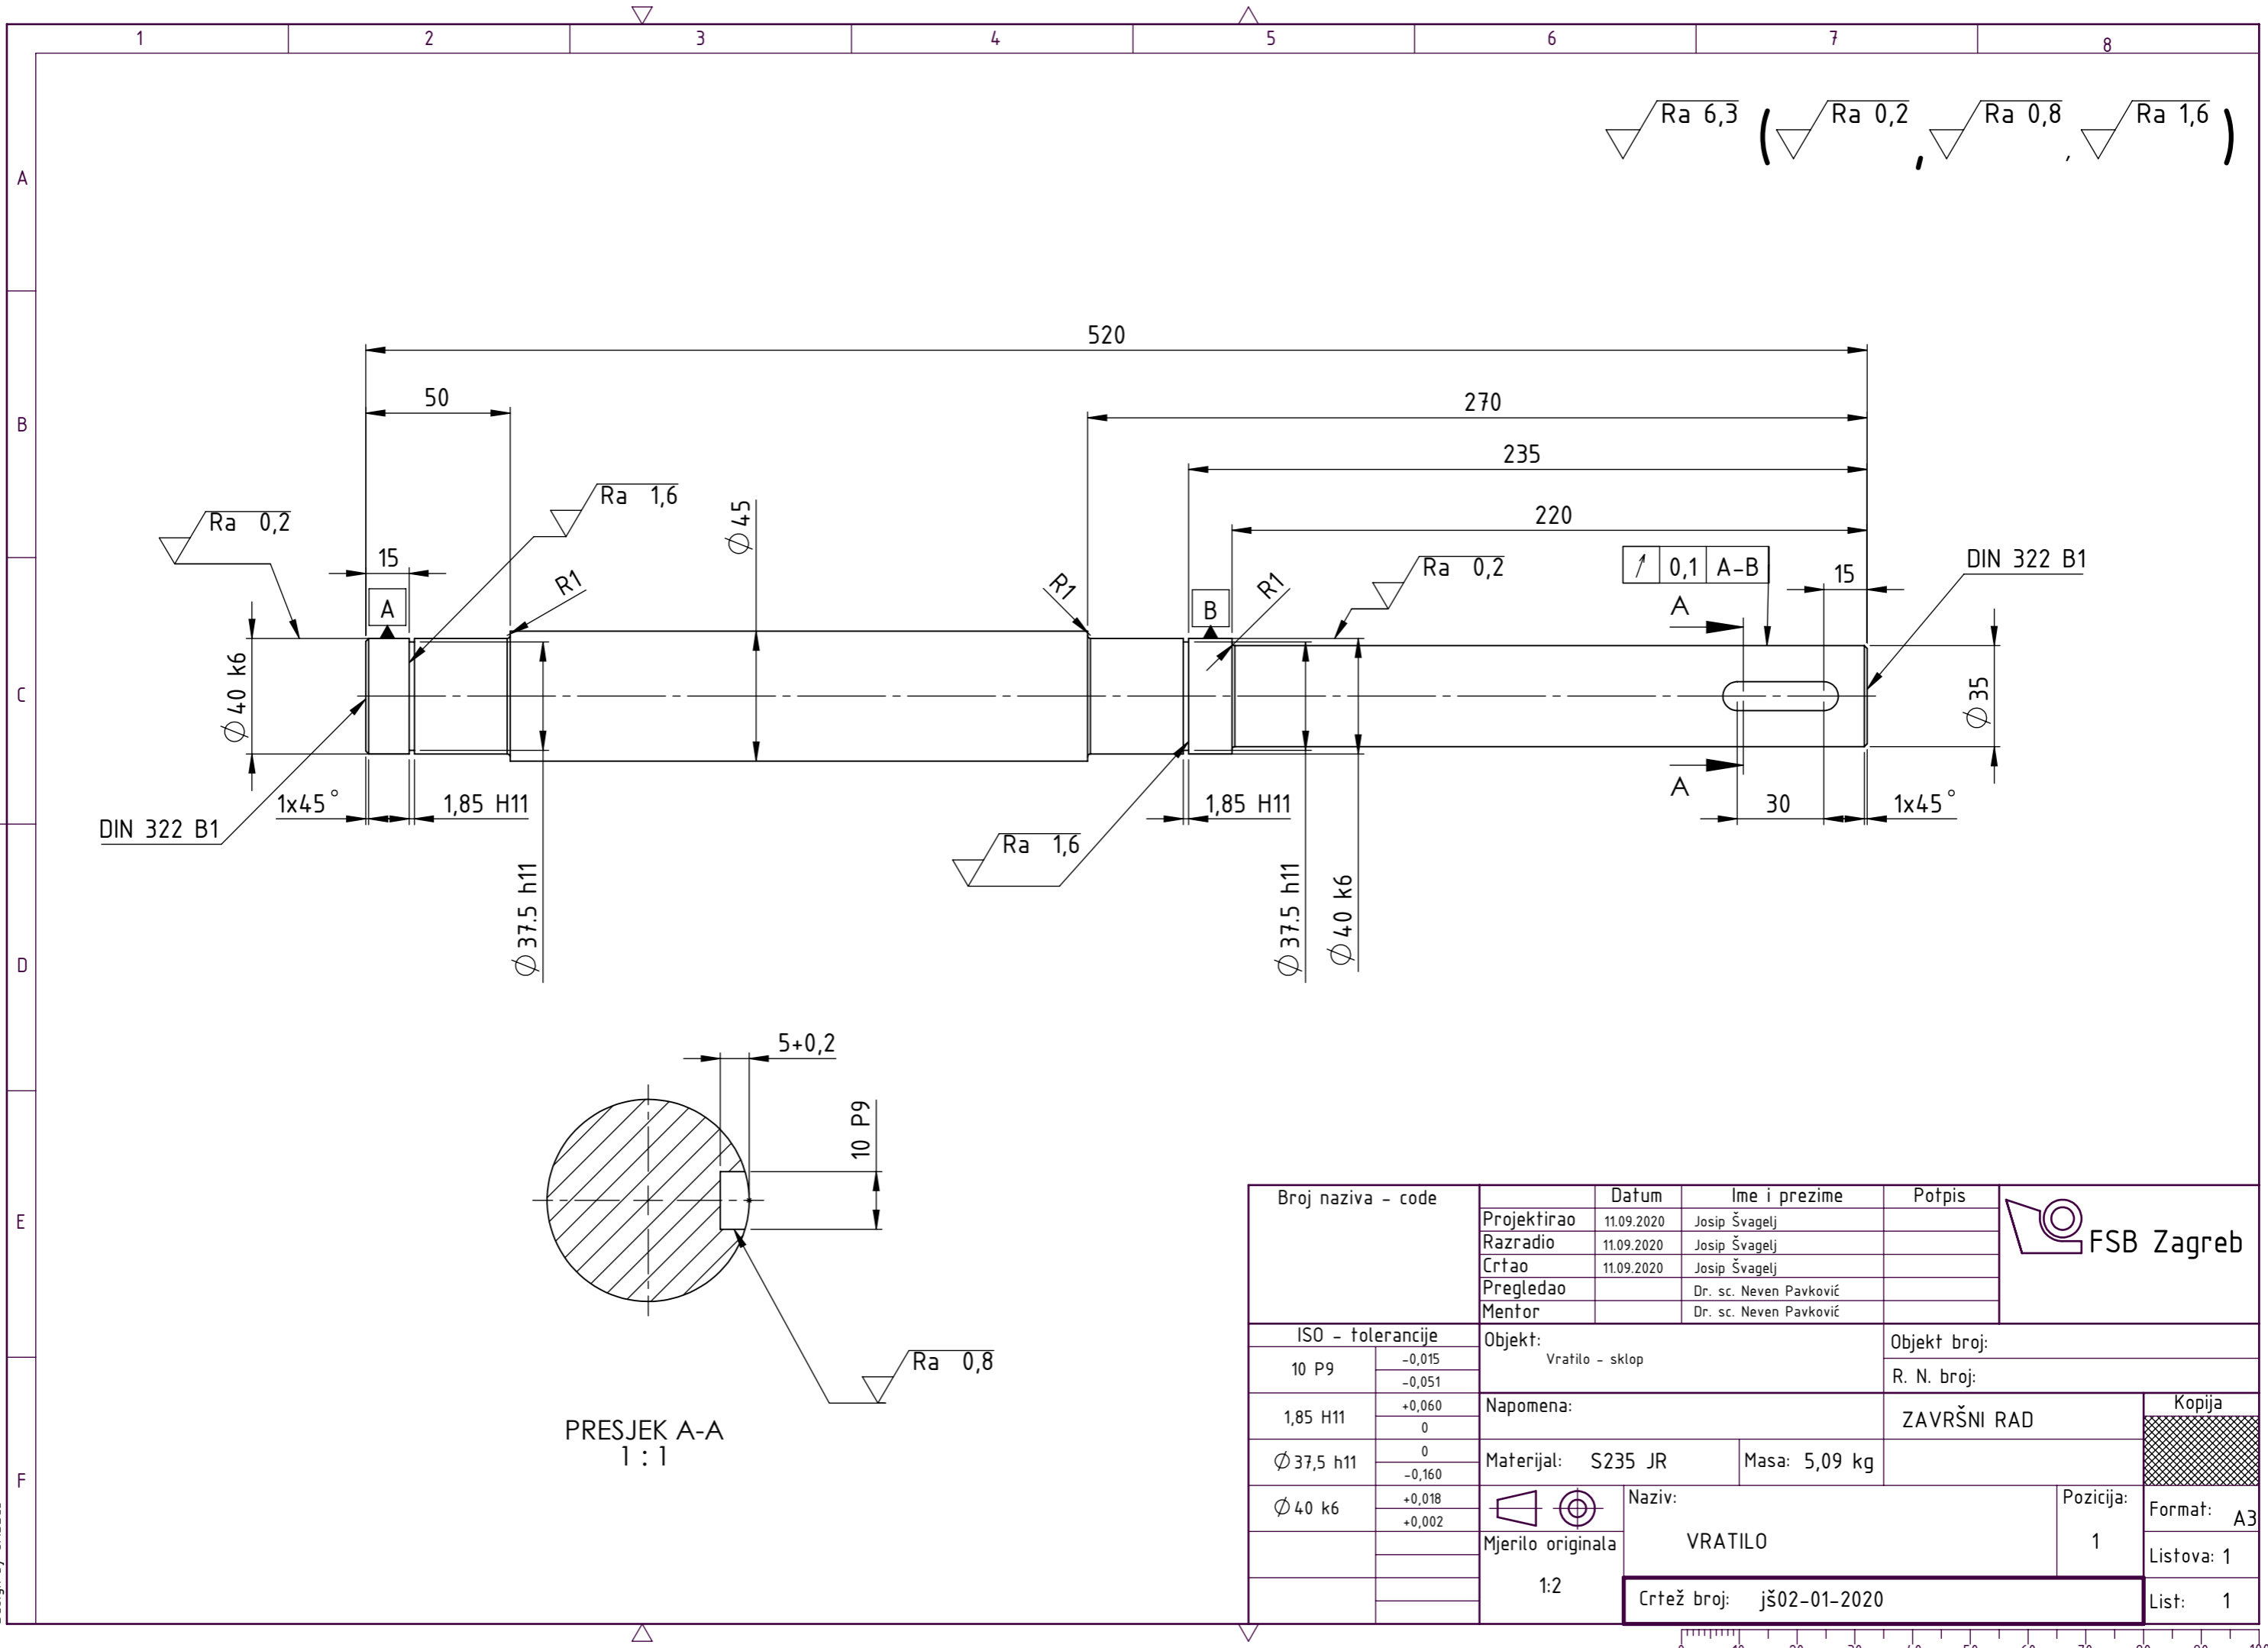 1 2 3 4 5 6 7 8
Ra 6,3 ( Ra 0,2 , Ra 0,8 , Ra 1,6 )
A
B
C
D
E
F
520
50
270
235
220
Ra 0,2
Ra 1,6
Ø 45
15
R1
R1
R1
Ra 0,2
0,1 A-B
15
DIN 322 B1
A
B
A
Ø 40 k6
Ø 35
1x45°
1,85 H11
1,85 H11
A
30
1x45°
DIN 322 B1
Ra 1,6
Ø 37.5 h11
Ø 37.5 h11
Ø 40 k6
5+0,2
10 P9
Ra 0,8
PRESJEK A-A
1 : 1
Broj naziva - code
Datum Ime i prezime Potpis
Projektirao 11.09.2020 Josip Švagelj
Razradio 11.09.2020 Josip Švagelj
Crtao 11.09.2020 Josip Švagelj
Pregledao Dr. sc. Neven Pavković
Mentor Dr. sc. Neven Pavković
FSB Zagreb
ISO - tolerancije
10 P9 -0,015
-0,051
1,85 H11 +0,060
0
Ø 37,5 h11 0
-0,160
Ø 40 k6 +0,018
+0,002
Objekt:
Vratilo - sklop
Objekt broj:
R. N. broj:
Napomena:
ZAVRŠNI RAD
Kopija
Materijal: S235 JR
Masa: 5,09 kg
Naziv:
VRATILO
Pozicija:
1
Format: A3
Mjerilo originala
1:2
Listova: 1
Crtež broj: jš02-01-2020
List: 1